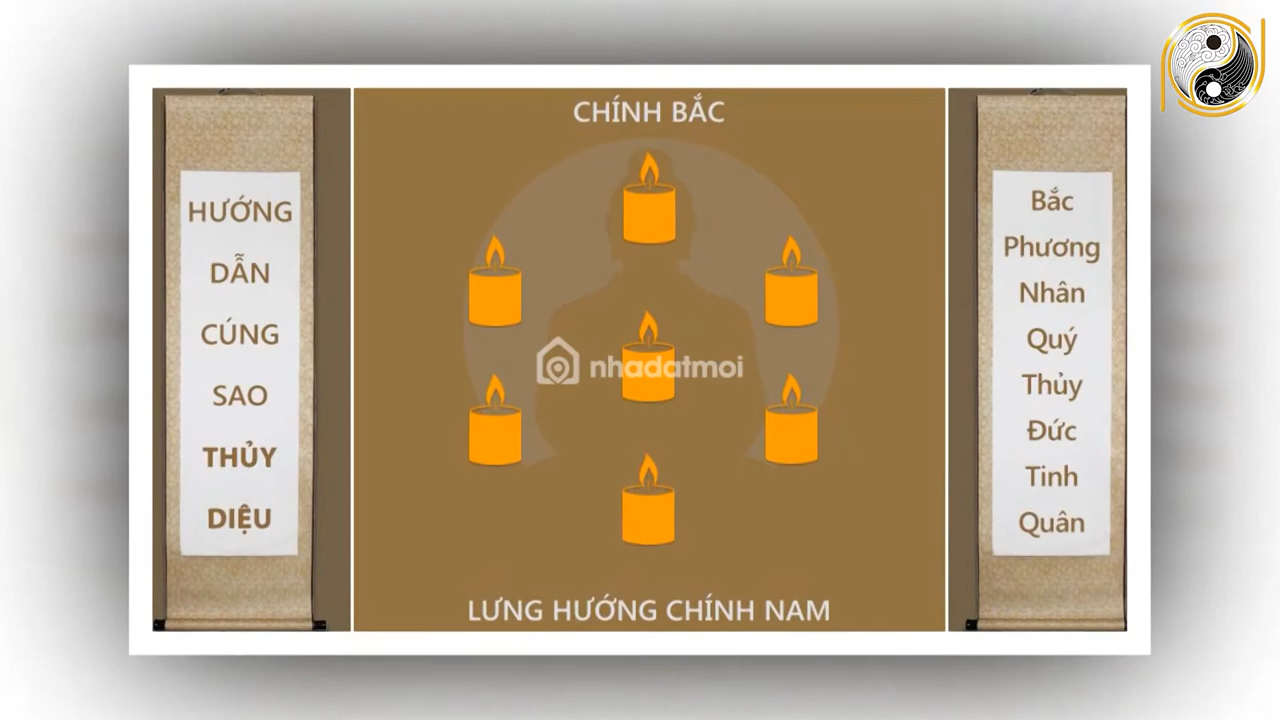 CHÍNH BẮC
HƯỚNG
DẪN
CÚNG
SAO
THỦY
DIỆU
nhadatmoi
LƯNG HƯỚNG CHÍNH NAM
Bắc
Phương
Nhân
Quý
Thủy
Đức
Tinh
Quân